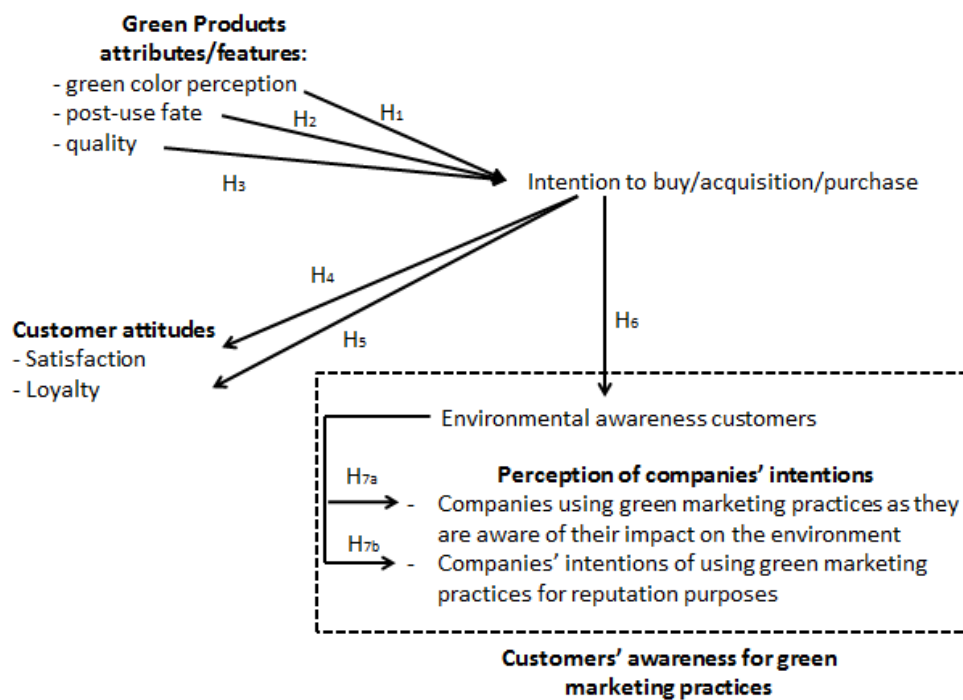 Green Products
attributes/features:
- green color perception
- post-use fate
- quality
H1
H2
H3
Intention to buy/acquisition/purchase
H4
H5
H6
Customer attitudes
- Satisfaction
- Loyalty
Environmental awareness customers
Perception of companies’ intentions
H7a
- Companies using green marketing practices as they
are aware of their impact on the environment
H7b
- Companies’ intentions of using green marketing
practices for reputation purposes
Customers’ awareness for green
marketing practices